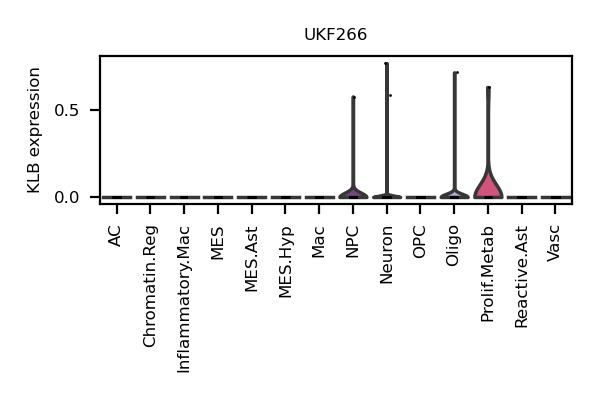 UKF266
KLB expression
0.5
0.0
AC
Chromatin.Reg
Inflammatory.Mac
MES
MES.Ast
MES.Hyp
Mac
NPC
Neuron
OPC
Oligo
Prolif.Metab
Reactive.Ast
Vasc